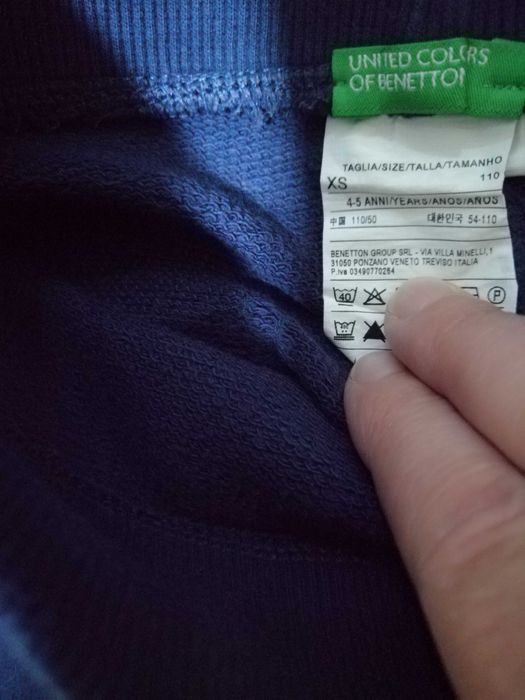 UNITED COLORS
OF BENETTON
TAGLIA/SIZE/TALLA/TAMANHO
XS 110
4-5 ANNI/YEARS/AÑOS/ANOS
中国 110/50 대한민국 54-110
BENETTON GROUP SRL - VIA VILLA MINELLI,1
31050 PONZANO VENETO TREVISO ITALIA
P.Iva 03490770264
40 P